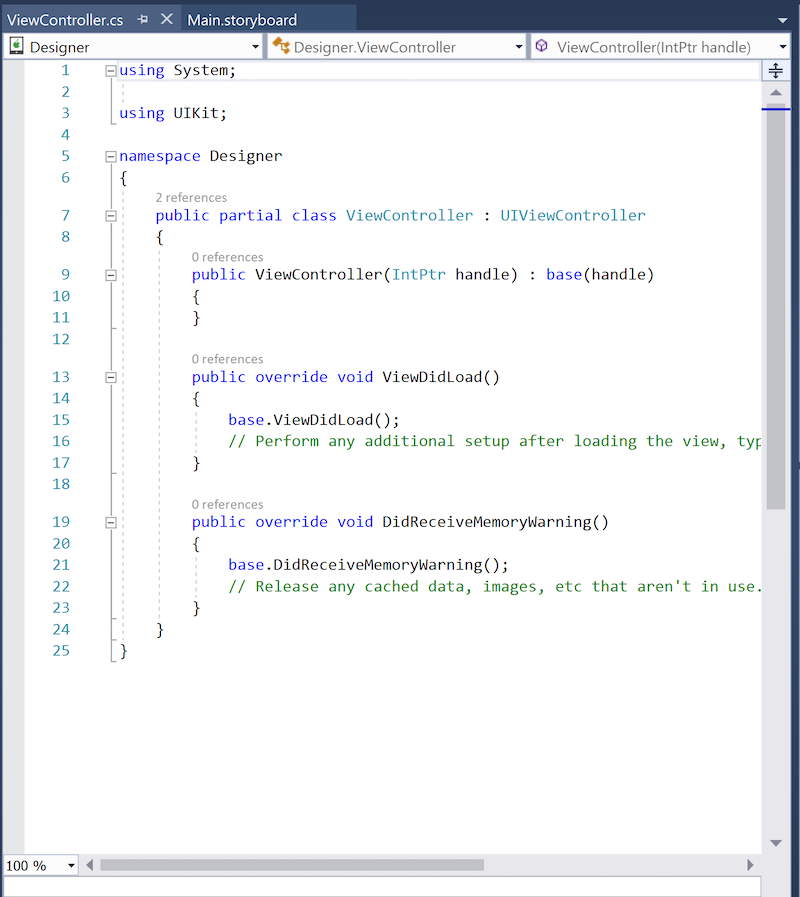 ViewController.cs Main.storyboard
Designer Designer.ViewController ViewController(IntPtr handle)
1 using System;
2
3 using UIKit;
4
5 namespace Designer
6 {
2 references
7 public partial class ViewController : UIViewController
8 {
0 references
9 public ViewController(IntPtr handle) : base(handle)
10 {
11 }
12
0 references
13 public override void ViewDidLoad()
14 {
15 base.ViewDidLoad();
16 // Perform any additional setup after loading the view, typ
17 }
18
0 references
19 public override void DidReceiveMemoryWarning()
20 {
21 base.DidReceiveMemoryWarning();
22 // Release any cached data, images, etc that aren't in use.
23 }
24 }
25 }
100 %